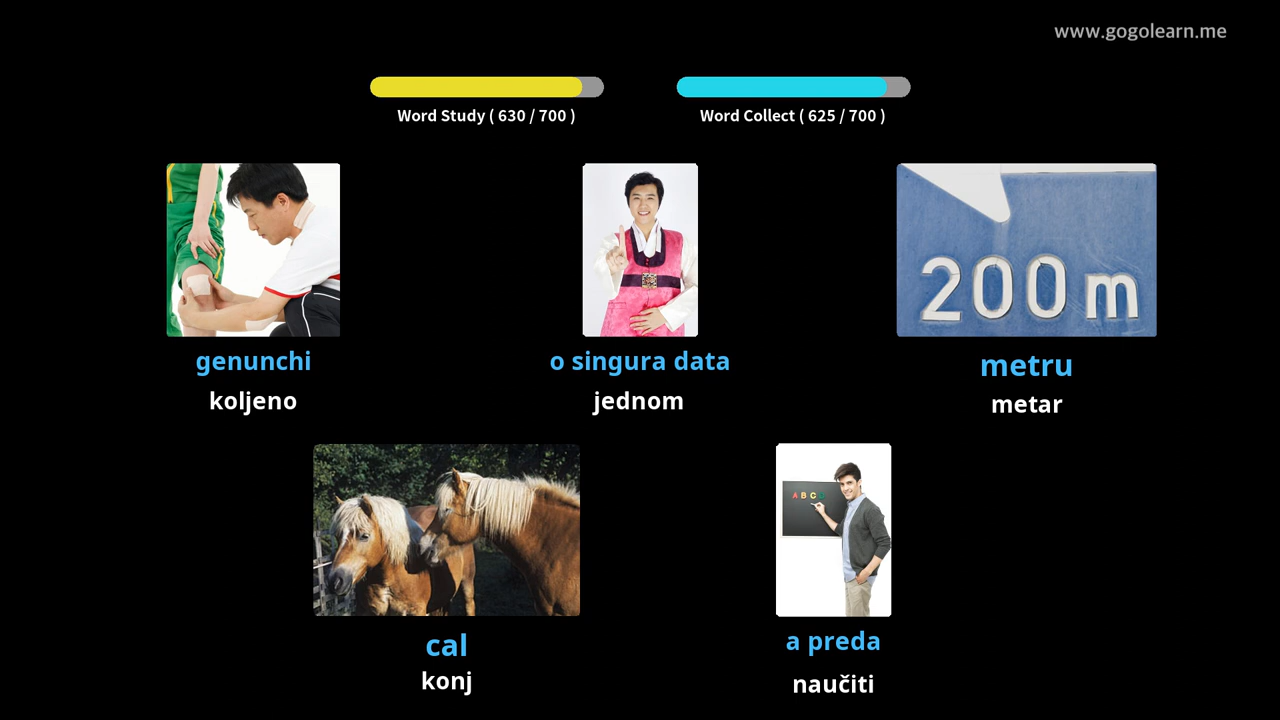 www.gogolearn.me
Word Study ( 630 / 700 )
Word Collect ( 625 / 700 )
200 m
genunchi
koljeno
o singura data
jednom
metru
metar
A B C D
cal
konj
a preda
naučiti